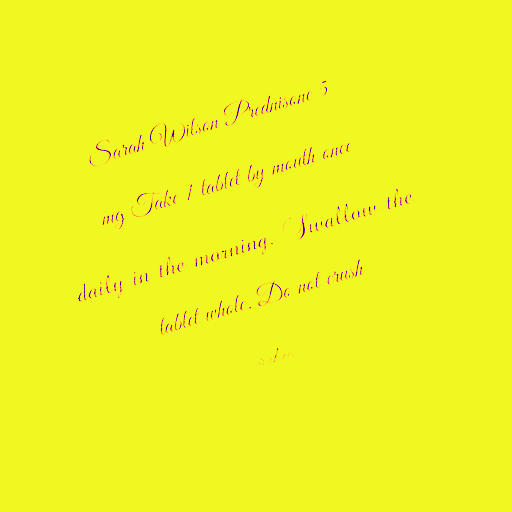 Sarah Wilson Prednisone 5
mg Take 1 tablet by mouth once
daily in the morning. Swallow the
tablet whole. Do not crush